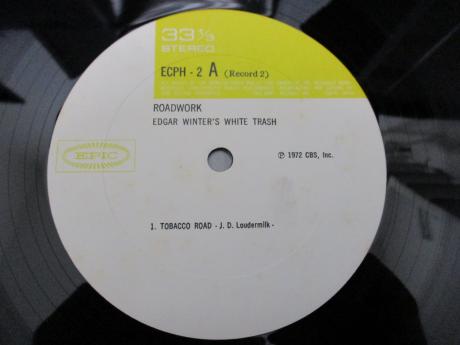 33⅓
STEREO
ECPH - 2 A (Record 2)
ROADWORK
EDGAR WINTER'S WHITE TRASH
EPIC
Ⓟ 1972 CBS, Inc.
1. TOBACCO ROAD - J. D. Loudermilk -